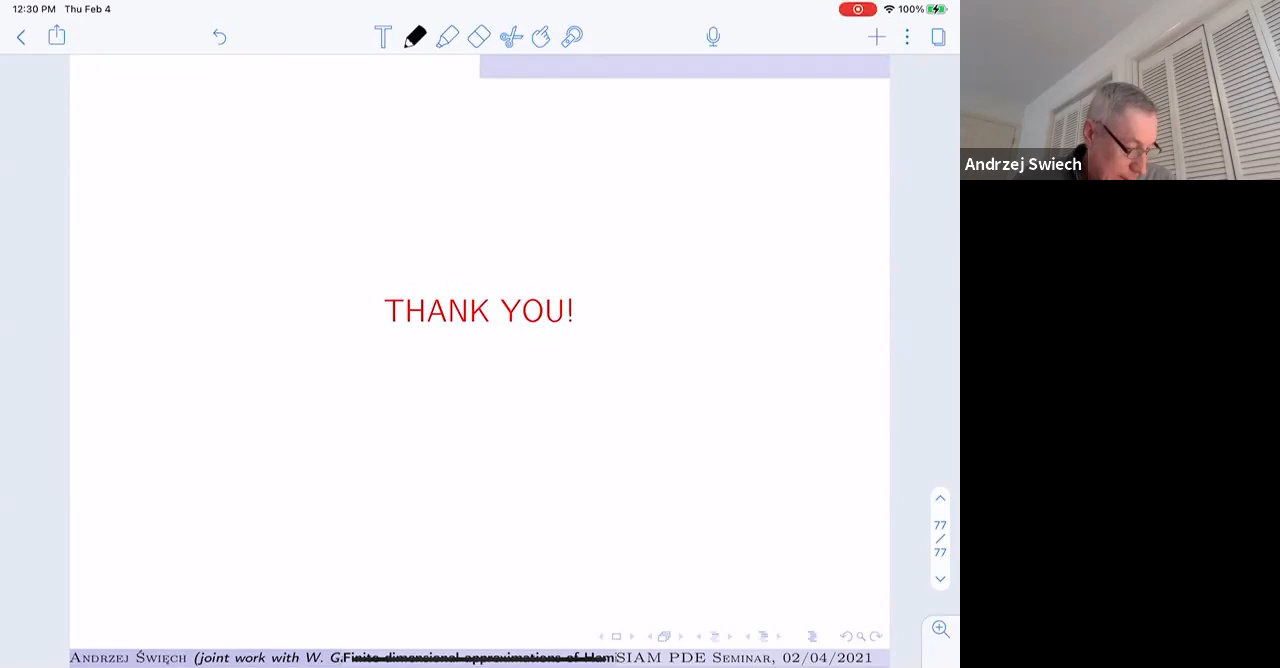 12:30 PM Thu Feb 4
100%
T
Andrzej Swiech
THANK YOU!
77
/
77
ANDRZEJ ŚWIĘCH (joint work with W. G.Finite dimensional approximations of Ham SIAM PDE SEMINAR, 02/04/2021